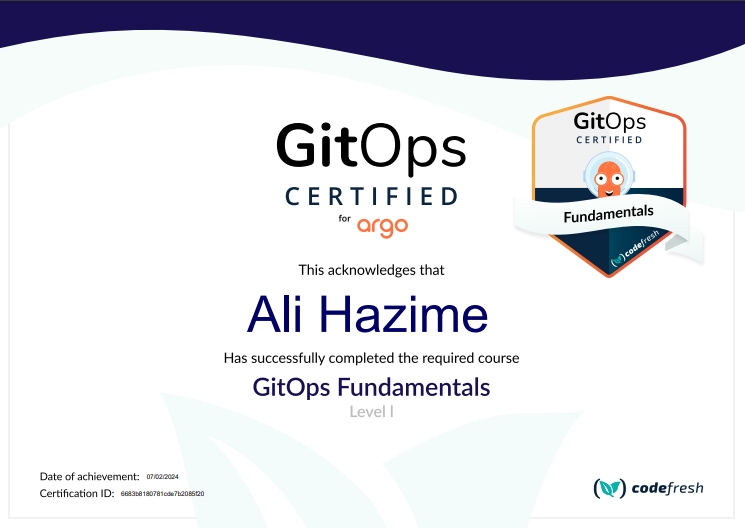 GitOps
CERTIFIED
for argo
GitOps
CERTIFIED
Fundamentals
codefresh
This acknowledges that
Ali Hazime
Has successfully completed the required course
GitOps Fundamentals
Level I
Date of achievement: 07/02/2024
Certification ID: 6683b8180781cde7b2085f20
codefresh